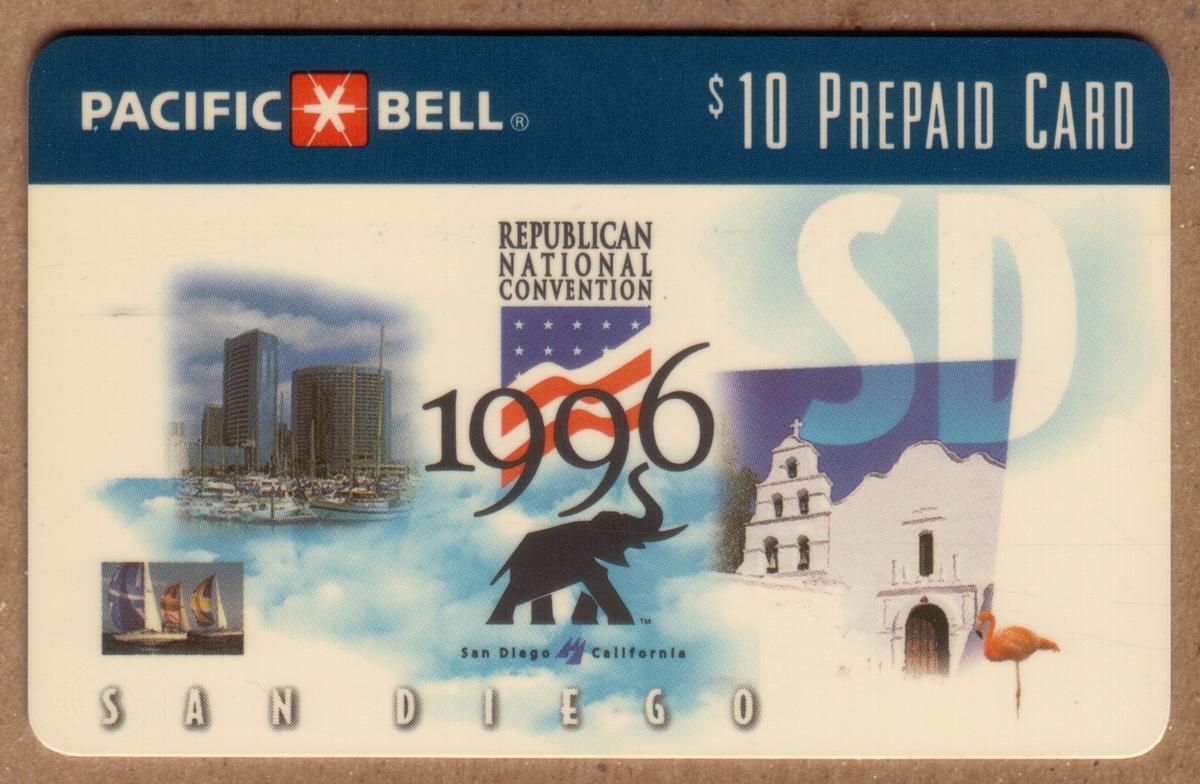 PACIFIC BELL®
$10 PREPAID CARD
SD
REPUBLICAN
NATIONAL
CONVENTION
1996
™
San Diego California
SAN DIEGO